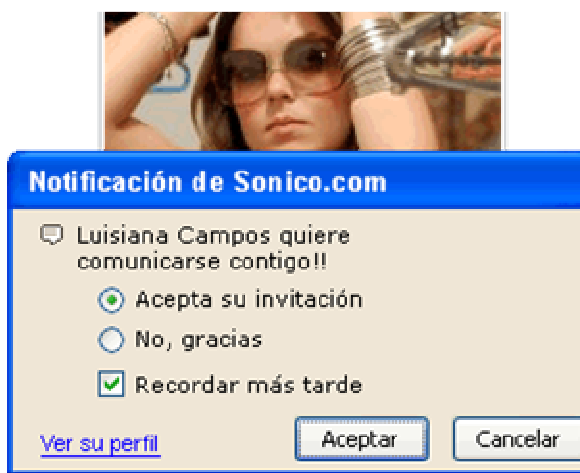 Notificación de Sonico.com
Luisiana Campos quiere
comunicarse contigo!!
Acepta su invitación
No, gracias
Recordar más tarde
Ver su perfil
Aceptar
Cancelar